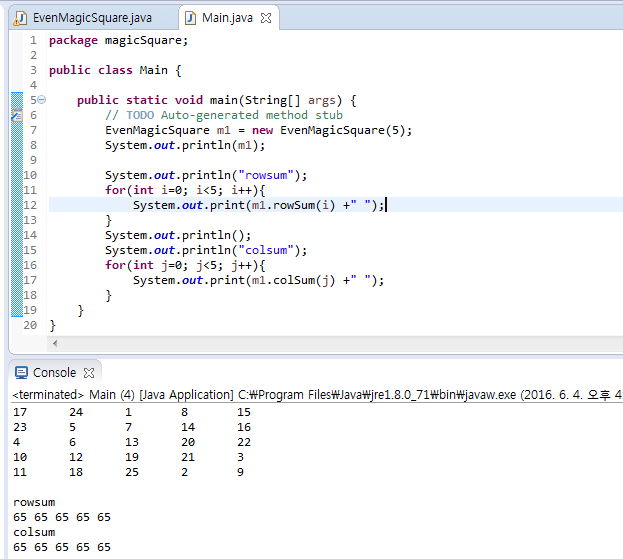 EvenMagicSquare.java Main.java
1 package magicSquare;
2
3 public class Main {
4
5 public static void main(String[] args) {
6 // TODO Auto-generated method stub
7 EvenMagicSquare m1 = new EvenMagicSquare(5);
8 System.out.println(m1);
9
10 System.out.println("rowsum");
11 for(int i=0; i<5; i++){
12 System.out.print(m1.rowSum(i) +" ");
13 }
14 System.out.println();
15 System.out.println("colsum");
16 for(int j=0; j<5; j++){
17 System.out.print(m1.colSum(j) +" ");
18 }
19 }
20 }
Console
<terminated> Main (4) [Java Application] C:₩Program Files₩Java₩jre1.8.0_71₩bin₩javaw.exe (2016. 6. 4. 오후 4
17 24 1 8 15
23 5 7 14 16
4 6 13 20 22
10 12 19 21 3
11 18 25 2 9
rowsum
65 65 65 65 65
colsum
65 65 65 65 65